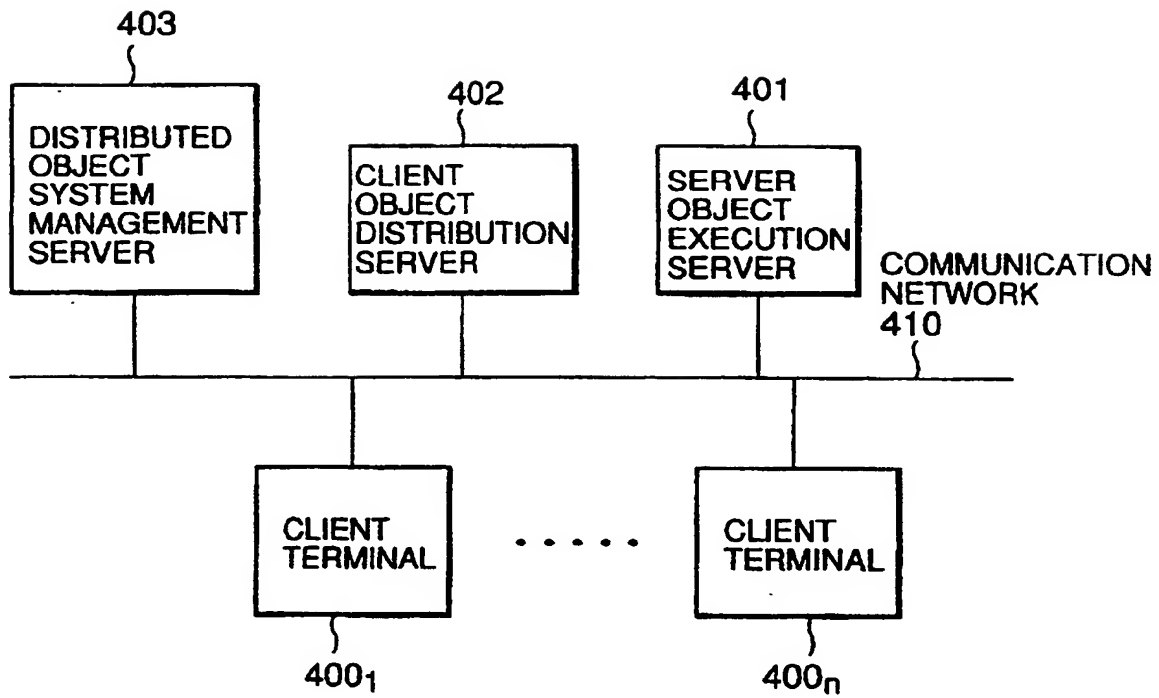 403
DISTRIBUTED
OBJECT
SYSTEM
MANAGEMENT
SERVER
402
CLIENT
OBJECT
DISTRIBUTION
SERVER
401
SERVER
OBJECT
EXECUTION
SERVER
COMMUNICATION
NETWORK
410
CLIENT
TERMINAL
400₁
CLIENT
TERMINAL
400ₙ